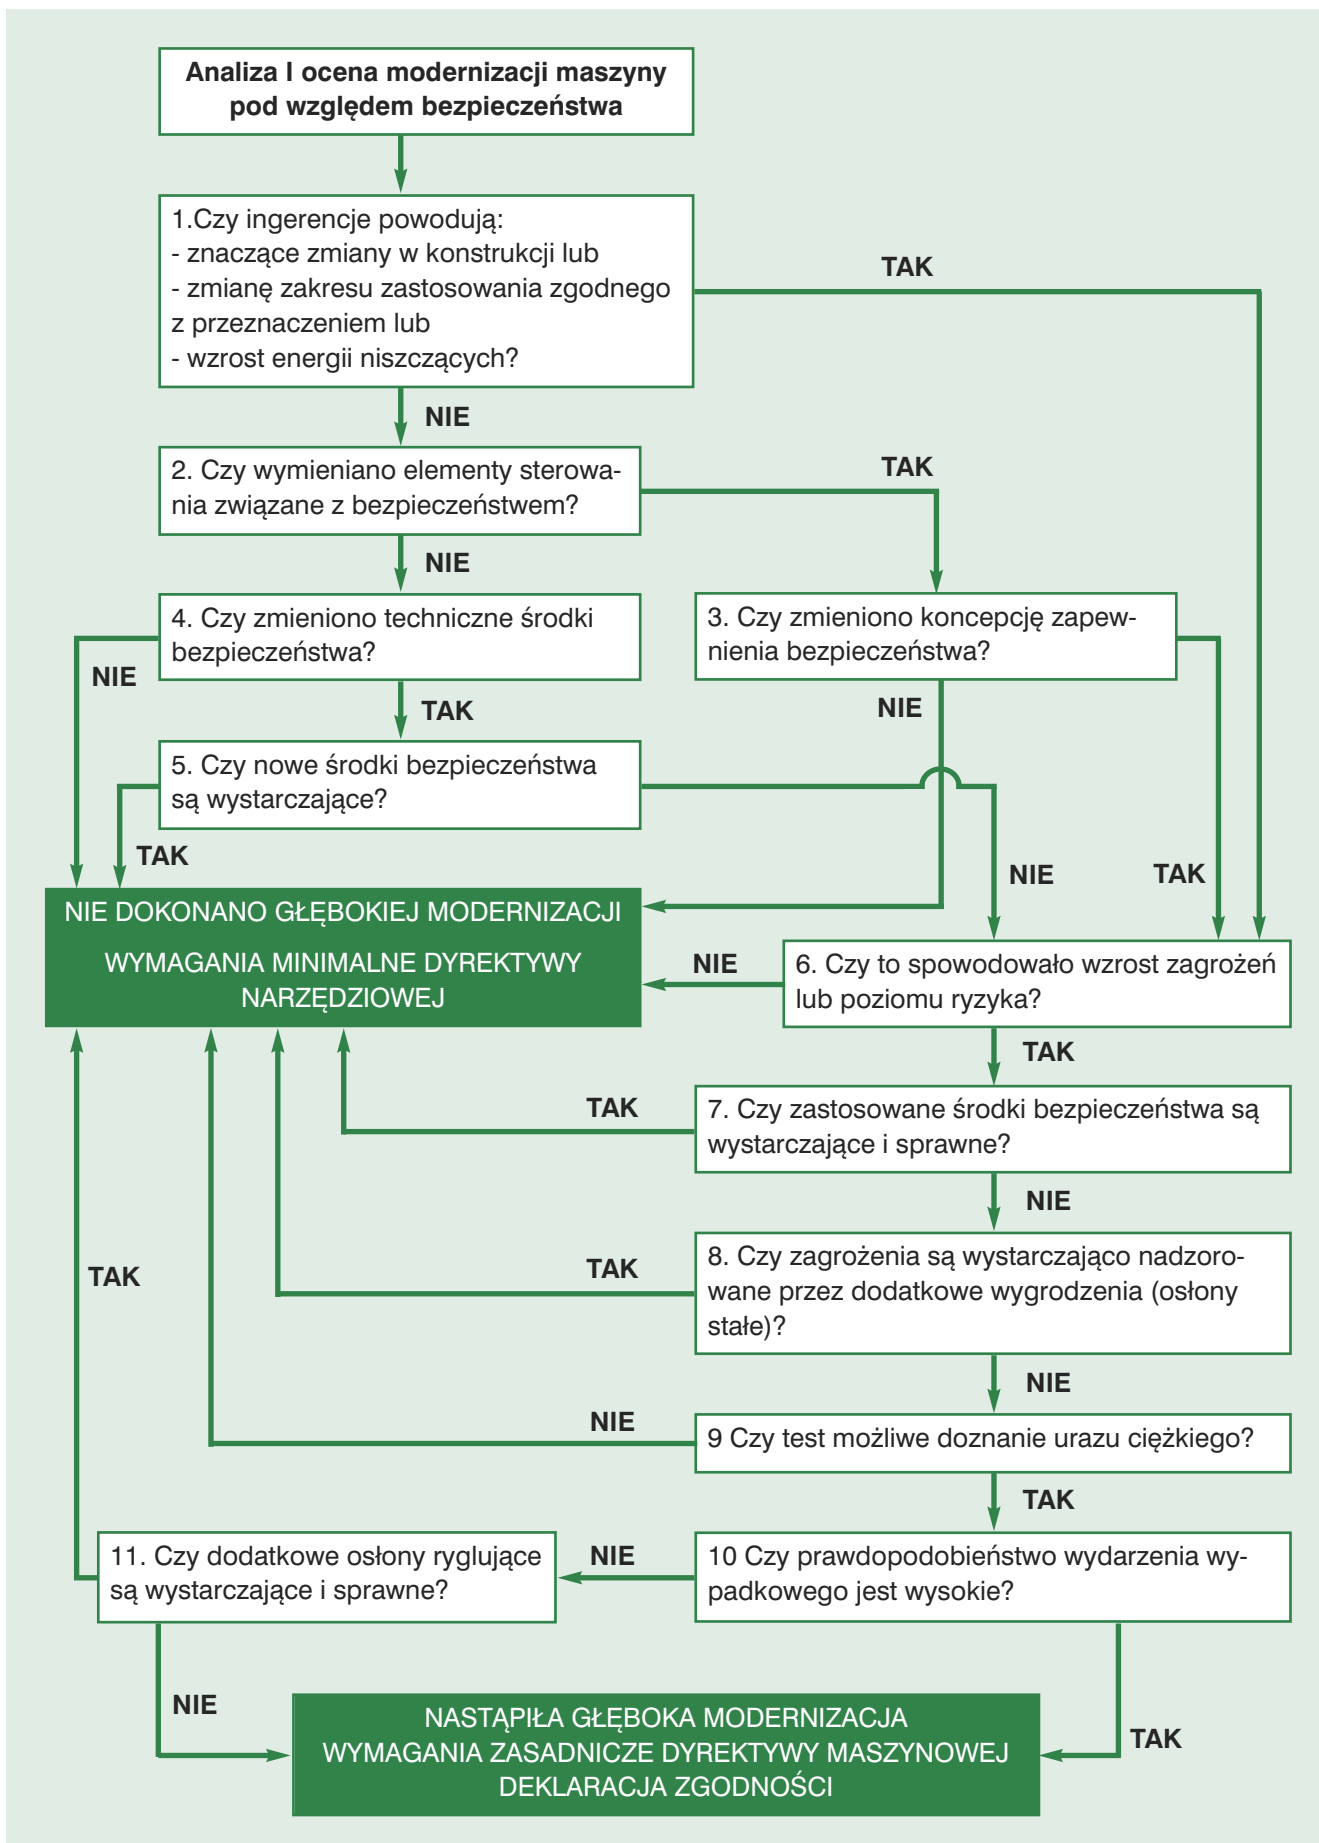 Analiza I ocena modernizacji maszyny
pod względem bezpieczeństwa
1.Czy ingerencje powodują:
- znaczące zmiany w konstrukcji lub
- zmianę zakresu zastosowania zgodnego
z przeznaczeniem lub
- wzrost energii niszczących?
TAK
NIE
2. Czy wymieniano elementy sterowa-
nia związane z bezpieczeństwem?
TAK
NIE
4. Czy zmieniono techniczne środki
bezpieczeństwa?
3. Czy zmieniono koncepcję zapew-
nienia bezpieczeństwa?
NIE
TAK
NIE
5. Czy nowe środki bezpieczeństwa
są wystarczające?
TAK
NIE
TAK
NIE DOKONANO GŁĘBOKIEJ MODERNIZACJI
WYMAGANIA MINIMALNE DYREKTYWY
NARZĘDZIOWEJ
NIE
6. Czy to spowodowało wzrost zagrożeń
lub poziomu ryzyka?
TAK
TAK
7. Czy zastosowane środki bezpieczeństwa są
wystarczające i sprawne?
NIE
TAK
TAK
8. Czy zagrożenia są wystarczająco nadzoro-
wane przez dodatkowe wygrodzenia (osłony
stałe)?
NIE
NIE
9 Czy test możliwe doznanie urazu ciężkiego?
TAK
11. Czy dodatkowe osłony ryglujące
są wystarczające i sprawne?
NIE
10 Czy prawdopodobieństwo wydarzenia wy-
padkowego jest wysokie?
NIE
TAK
NASTĄPIŁA GŁĘBOKA MODERNIZACJA
WYMAGANIA ZASADNICZE DYREKTYWY MASZYNOWEJ
DEKLARACJA ZGODNOŚCI